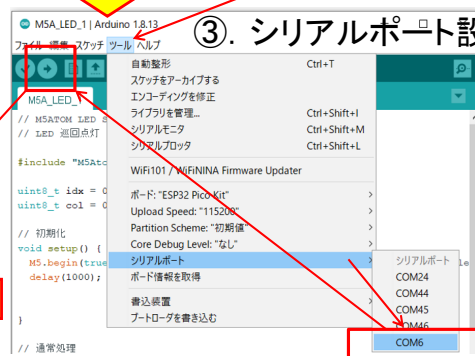 M5A_LED_1 | Arduino 1.8.13
③. シリアルポート設
ファイル 編集 スケッチ ツール ヘルプ
自動整形 Ctrl+T
スケッチをアーカイブする
エンコーディングを修正
ライブラリを管理... Ctrl+Shift+I
シリアルモニタ Ctrl+Shift+M
シリアルプロッタ Ctrl+Shift+L
WiFi101 / WiFiNINA Firmware Updater
ボード: "ESP32 Pico Kit"
Upload Speed: "115200"
Partition Scheme: "初期値"
Core Debug Level: "なし"
シリアルポート
ボード情報を取得
書込装置
ブートローダを書き込む
シリアルポート
COM24
COM44
COM45
COM46
COM6
M5A_LED_1
// M5ATOM LED S
// LED 巡回点灯
#include "M5Ato
uint8_t idx = 0
uint8_t col = 0
// 初期化
void setup() {
M5.begin(true
delay(1000);
}
// 通常処理